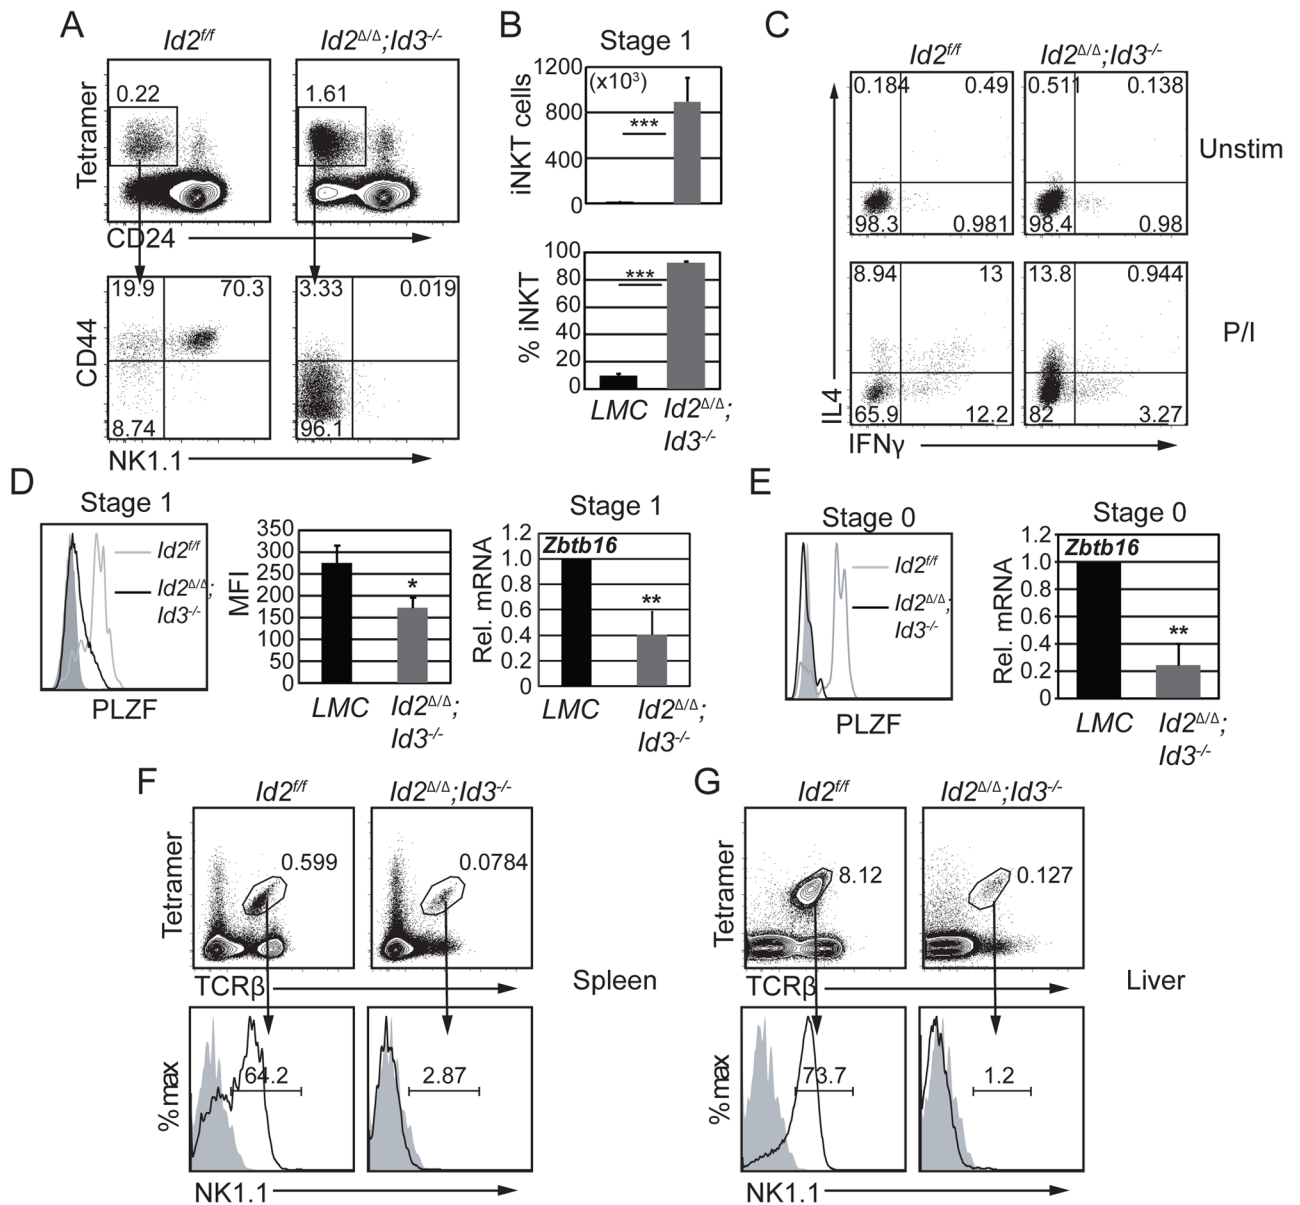 A
Id2f/f
Id2Δ/Δ;Id3-/-
Tetramer
0.22
1.61
CD24
CD44
19.9
70.3
8.74
3.33
0.019
96.1
NK1.1
B
Stage 1
iNKT cells
(x10³)
1200
800
400
0
***
% iNKT
100
80
60
40
20
0
***
LMC
Id2Δ/Δ;
Id3-/-
C
Id2f/f
Id2Δ/Δ;Id3-/-
0.184
0.49
98.3
0.981
0.511
0.138
98.4
0.98
Unstim
8.94
13
65.9
12.2
13.8
0.944
82
3.27
P/I
IL4
IFNγ
D
Stage 1
Id2f/f
Id2Δ/Δ;
Id3-/-
PLZF
MFI
350
300
250
200
150
100
50
0
*
LMC
Id2Δ/Δ;
Id3-/-
Stage 1
Rel. mRNA
Zbtb16
1.2
1.0
0.8
0.6
0.4
0.2
0
**
LMC
Id2Δ/Δ;
Id3-/-
E
Stage 0
Id2f/f
Id2Δ/Δ;
Id3-/-
PLZF
Stage 0
Rel. mRNA
Zbtb16
1.2
1.0
0.8
0.6
0.4
0.2
0
**
LMC
Id2Δ/Δ;
Id3-/-
F
Id2f/f
Id2Δ/Δ;Id3-/-
Tetramer
0.599
0.0784
TCRβ
Spleen
%max
64.2
2.87
NK1.1
G
Id2f/f
Id2Δ/Δ;Id3-/-
Tetramer
8.12
0.127
TCRβ
Liver
%max
73.7
1.2
NK1.1